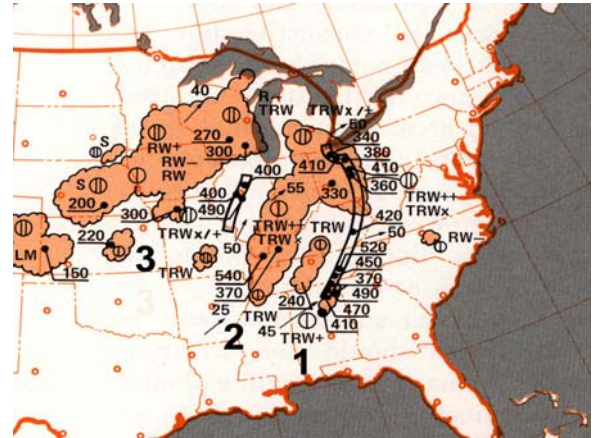 40
R-
TRW
TRWx/+
50
340
380
410
360
410
270
300
RW+
RW-
RW
S
S
200
400
400
490
300
TRWx/+
50
55
330
TRW++
TRWx
TRW++
TRWx
TRW
420
50
RW-
520
450
370
490
470
410
220
LM
150
3
TRW
540
370
25
2
TRW
45
240
1
TRW+